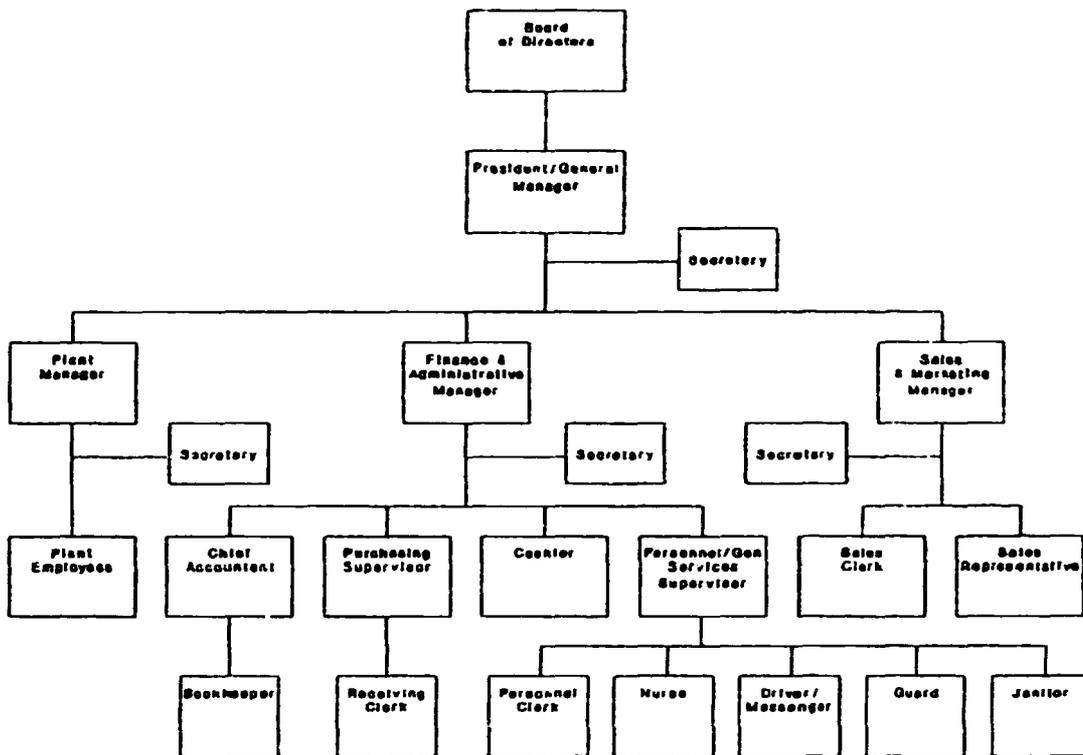 Board
of Directors
President/General
Manager
Secretary
Plant
Manager
Finance &
Administrative
Manager
Sales
& Marketing
Manager
Secretary
Secretary
Secretary
Plant
Employees
Chief
Accountant
Purchasing
Supervisor
Cashier
Personnel/Gen
Services
Supervisor
Sales
Clerk
Sales
Representative
Bookkeeper
Receiving
Clerk
Personnel
Clerk
Nurse
Driver/
Messenger
Guard
Janitor